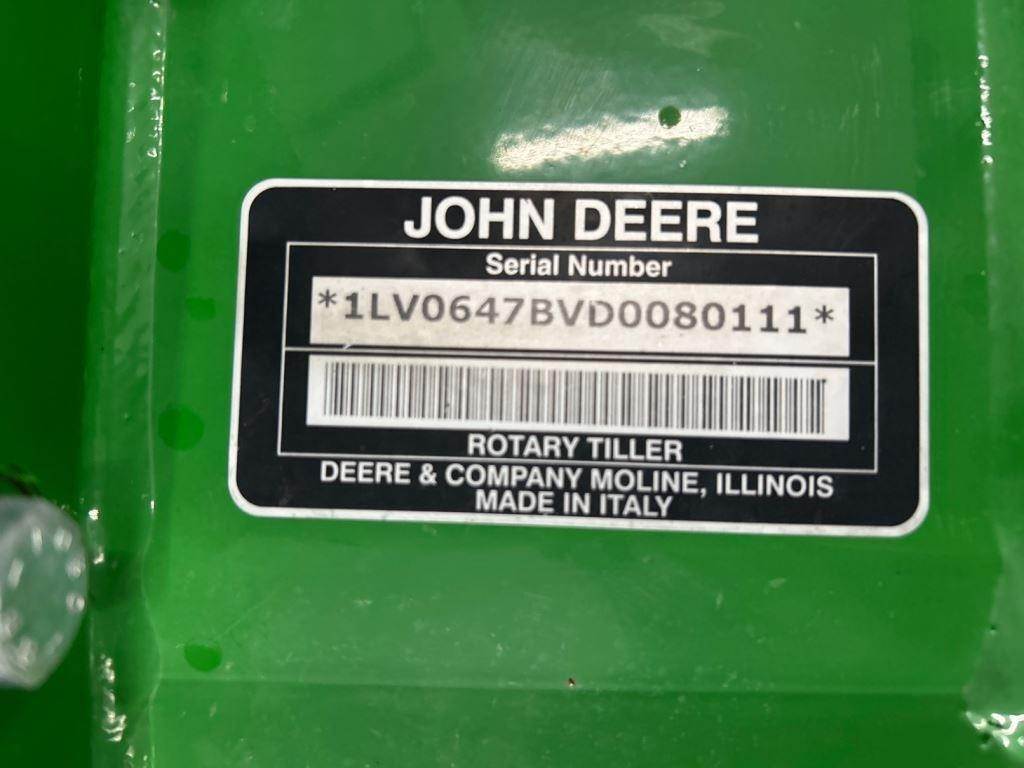 JOHN DEERE
Serial Number
*1LV0647BVD0080111*
ROTARY TILLER
DEERE & COMPANY MOLINE, ILLINOIS
MADE IN ITALY